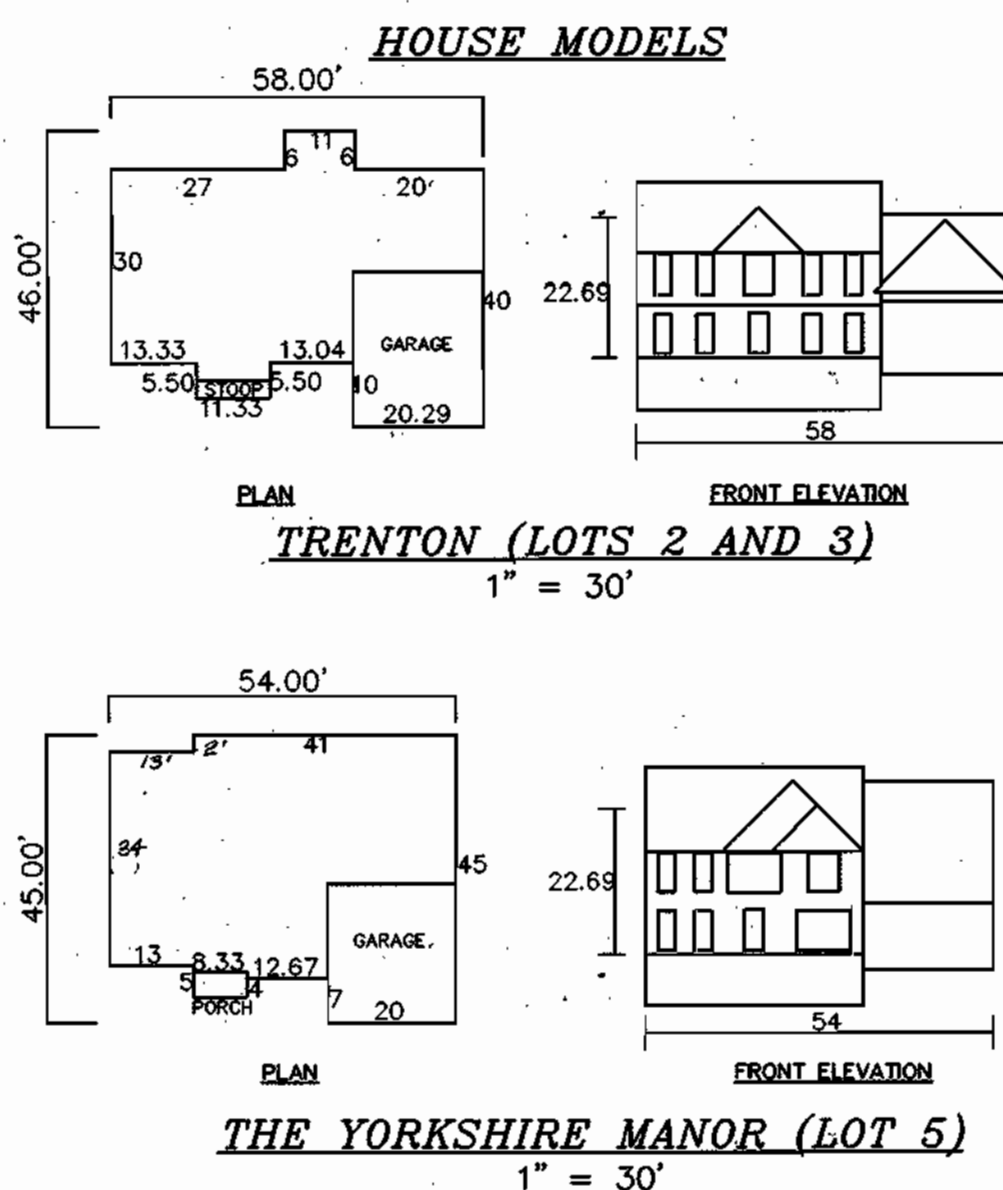 HOUSE MODELS
58.00'
46.00'
11
6 6
27
20'
30
40
13.33
13.04
GARAGE
5.50 STOOP 5.50
10
11.33
20.29
PLAN
22.69
58
FRONT ELEVATION
TRENTON (LOTS 2 AND 3)
1" = 30'
54.00'
45.00'
13'
2'
41
34
45
GARAGE
13
8.33
12.67
5
4
7
PORCH
20
PLAN
22.69
54
FRONT ELEVATION
THE YORKSHIRE MANOR (LOT 5)
1" = 30'